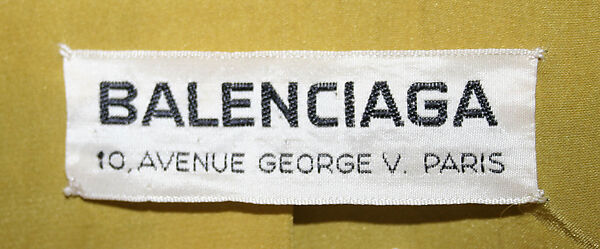 BALENCIAGA
10, AVENUE GEORGE V. PARIS